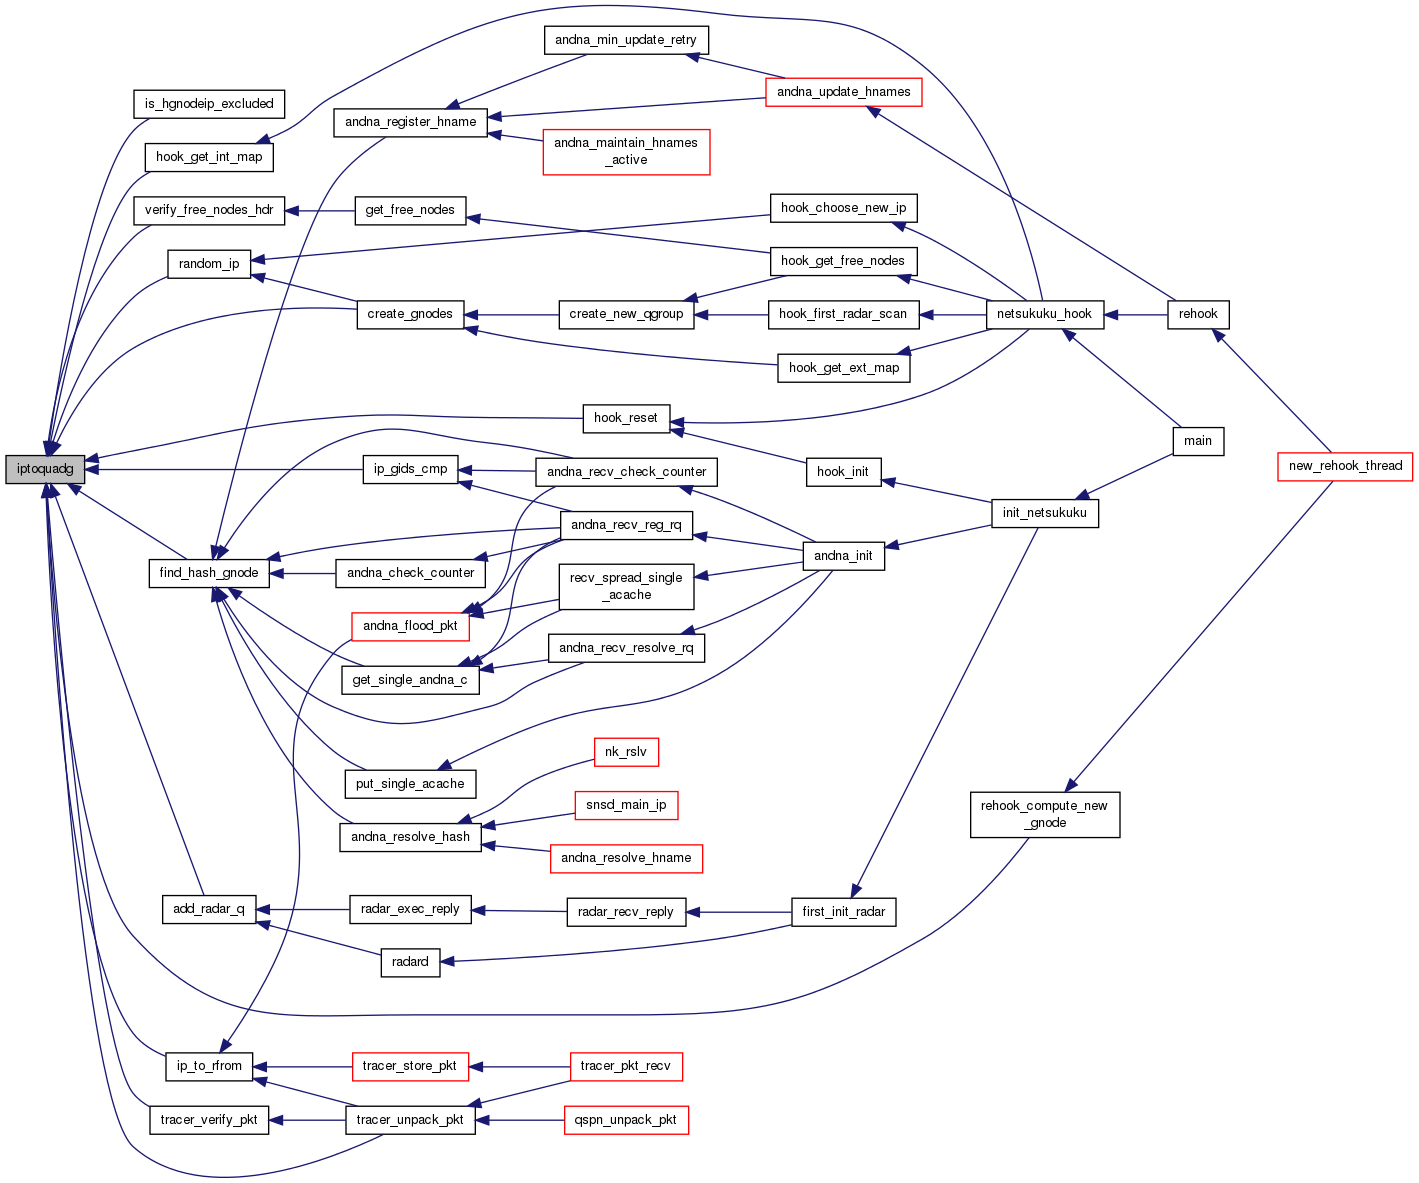 andna_min_update_retry
andna_update_hnames
is_hgnodeip_excluded
andna_register_hname
hook_get_int_map
andna_maintain_hnames
_active
verify_free_nodes_hdr
get_free_nodes
hook_choose_new_ip
random_ip
hook_get_free_nodes
create_gnodes
create_new_qgroup
hook_first_radar_scan
netsukuku_hook
rehook
hook_get_ext_map
hook_reset
main
iptoquadg
ip_gids_cmp
andna_recv_check_counter
hook_init
new_rehook_thread
init_netsukuku
andna_recv_reg_rq
andna_init
find_hash_gnode
andna_check_counter
recv_spread_single
_acache
andna_flood_pkt
andna_recv_resolve_rq
get_single_andna_c
nk_rslv
put_single_acache
snsd_main_ip
rehook_compute_new
_gnode
andna_resolve_hash
andna_resolve_hname
add_radar_q
radar_exec_reply
radar_recv_reply
first_init_radar
radard
ip_to_rfrom
tracer_store_pkt
tracer_pkt_recv
tracer_verify_pkt
tracer_unpack_pkt
qspn_unpack_pkt